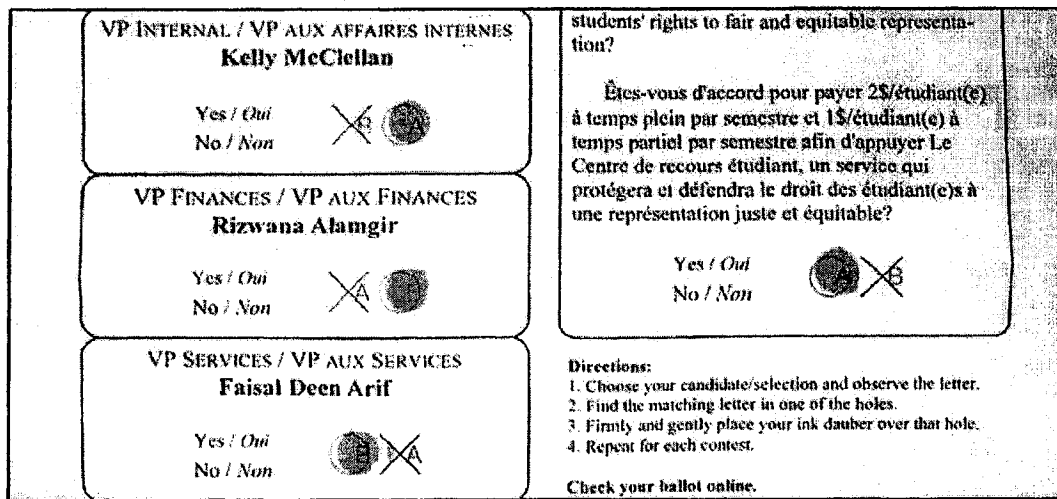 VP INTERNAL / VP AUX AFFAIRES INTERNES
Kelly McClellan
Yes / Oui
No / Non
B A
VP FINANCES / VP AUX FINANCES
Rizwana Alamgir
Yes / Oui
No / Non
A B
VP SERVICES / VP AUX SERVICES
Faisal Deen Arif
Yes / Oui
No / Non
B A
students' rights to fair and equitable representa-
tion?
Êtes-vous d'accord pour payer 2$/étudiant(e)
à temps plein par semestre et 1$/étudiant(e) à
temps partiel par semestre afin d'appuyer Le
Centre de recours étudiant, un service qui
protégera et défendra le droit des étudiant(e)s à
une représentation juste et équitable?
Yes / Oui
No / Non
A B
Directions:
1. Choose your candidate/selection and observe the letter.
2. Find the matching letter in one of the holes.
3. Firmly and gently place your ink dauber over that hole.
4. Repeat for each contest.
Check your ballot online.